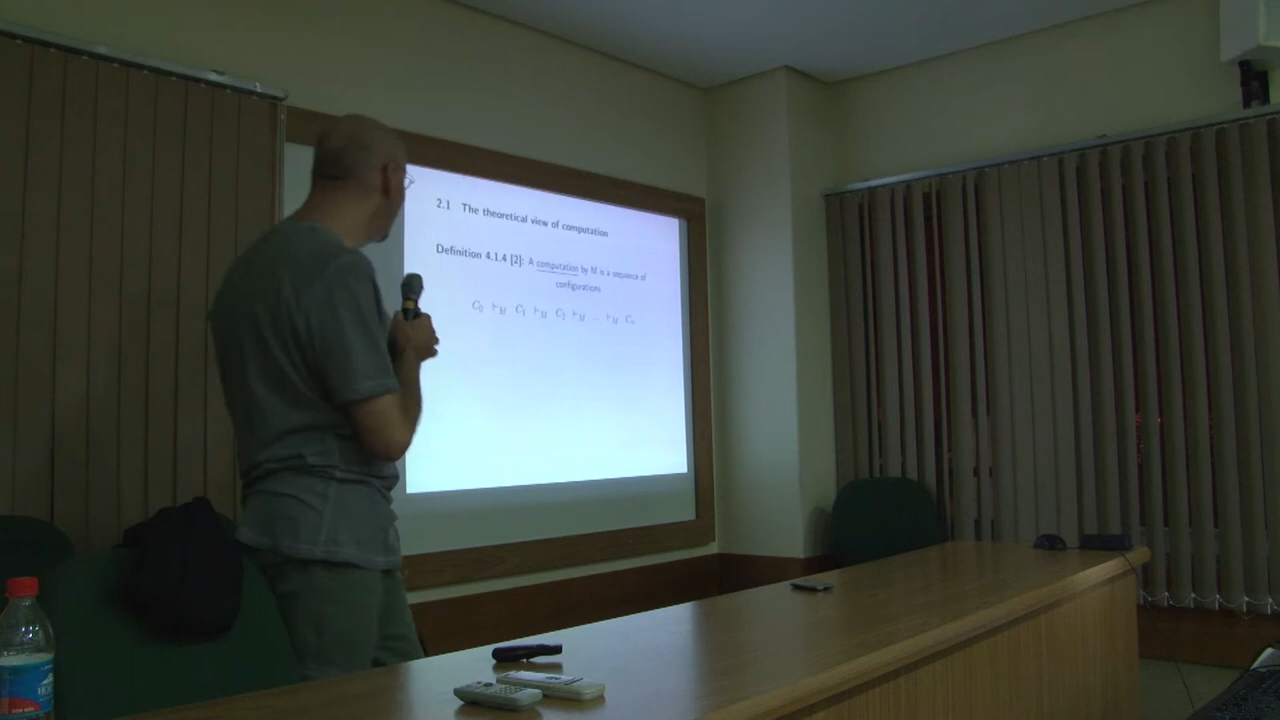 2.1 The theoretical view of computation
Definition 4.1.4 [2]: A computation by M is a sequence of
configurations
C₀ ⊢M C₁ ⊢M C₂ ⊢M ... ⊢M Cₙ